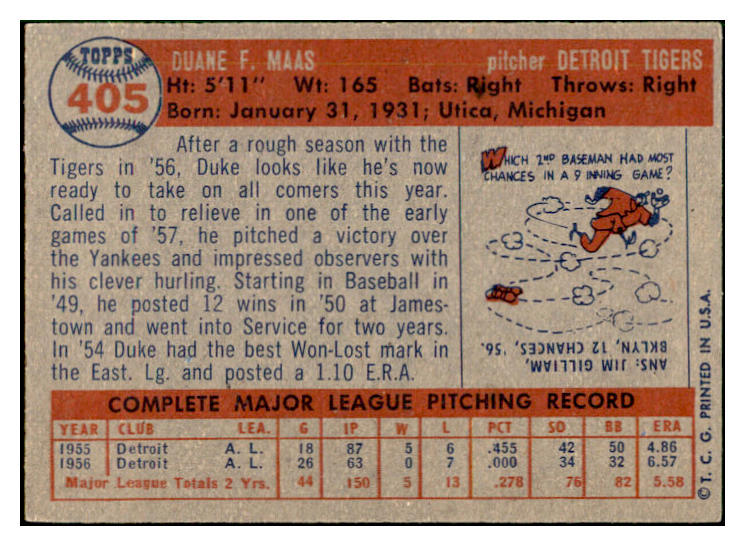 TOPPS
405
DUANE F. MAAS pitcher DETROIT TIGERS
Ht: 5'11" Wt: 165 Bats: Right Throws: Right
Born: January 31, 1931; Utica, Michigan
After a rough season with the
Tigers in '56, Duke looks like he's now
ready to take on all comers this year.
Called in to relieve in one of the early
games of '57, he pitched a victory over
the Yankees and impressed observers with
his clever hurling. Starting in Baseball
in '49, he posted 12 wins in '50 at James-
town and went into Service for two years.
In '54 Duke had the best Won-Lost mark in
the East. Lg. and posted a 1.10 E.R.A.
WHICH 2ND BASEMAN HAD MOST
CHANCES IN A 9 INNING GAME?
ANS: JIM GILLIAM,
BKLYN, 12 CHANCES, '56.
COMPLETE MAJOR LEAGUE PITCHING RECORD
YEAR CLUB LEA. G IP W L PCT SO BB ERA
1955 Detroit A. L. 18 87 5 6 .455 42 50 4.86
1956 Detroit A. L. 26 63 0 7 .000 34 32 6.57
Major League Totals 2 Yrs. 44 150 5 13 .278 76 82 5.58
© T. C. G. PRINTED IN U.S.A.